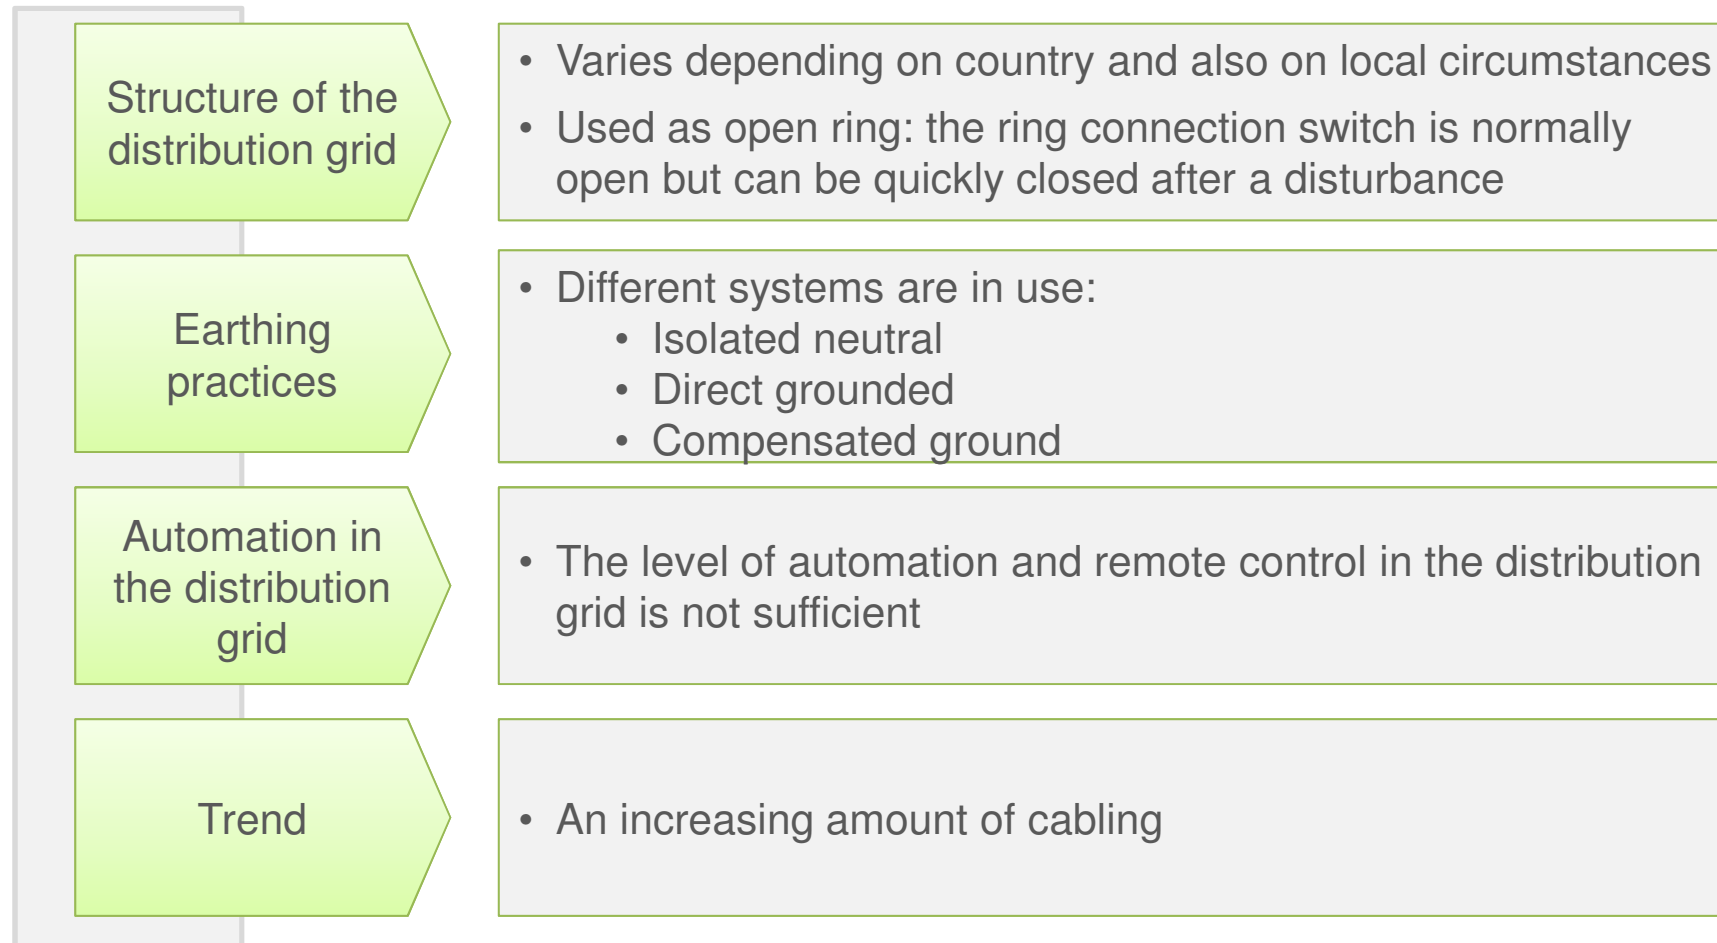 Structure of the
distribution grid
• Varies depending on country and also on local circumstances
• Used as open ring: the ring connection switch is normally
open but can be quickly closed after a disturbance
Earthing
practices
• Different systems are in use:
• Isolated neutral
• Direct grounded
• Compensated ground
Automation in
the distribution
grid
• The level of automation and remote control in the distribution
grid is not sufficient
Trend
• An increasing amount of cabling